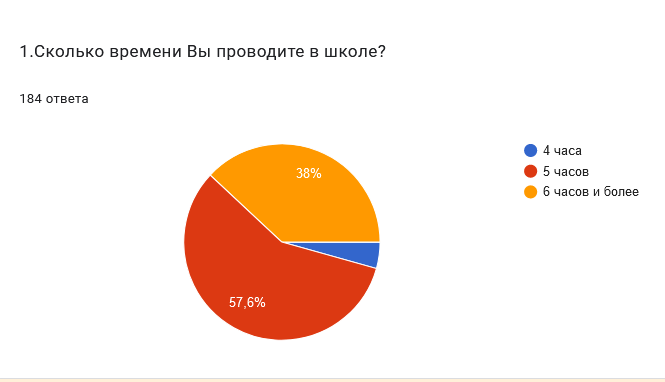 1.Сколько времени Вы проводите в школе?
184 ответа
4 часа
5 часов
6 часов и более
38%
57,6%